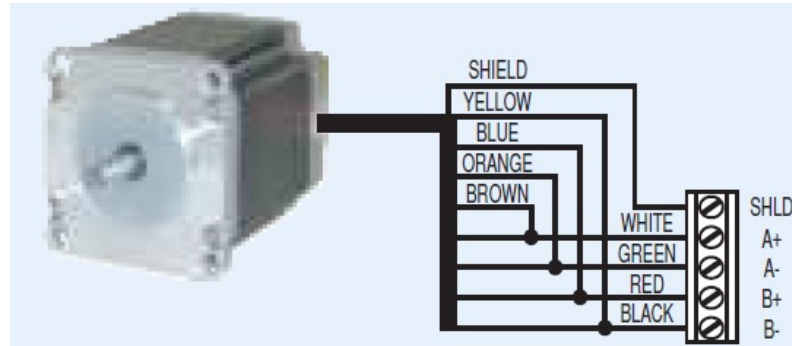 SHIELD
YELLOW
BLUE
ORANGE
BROWN
WHITE
GREEN
RED
BLACK
SHLD
A+
A-
B+
B-